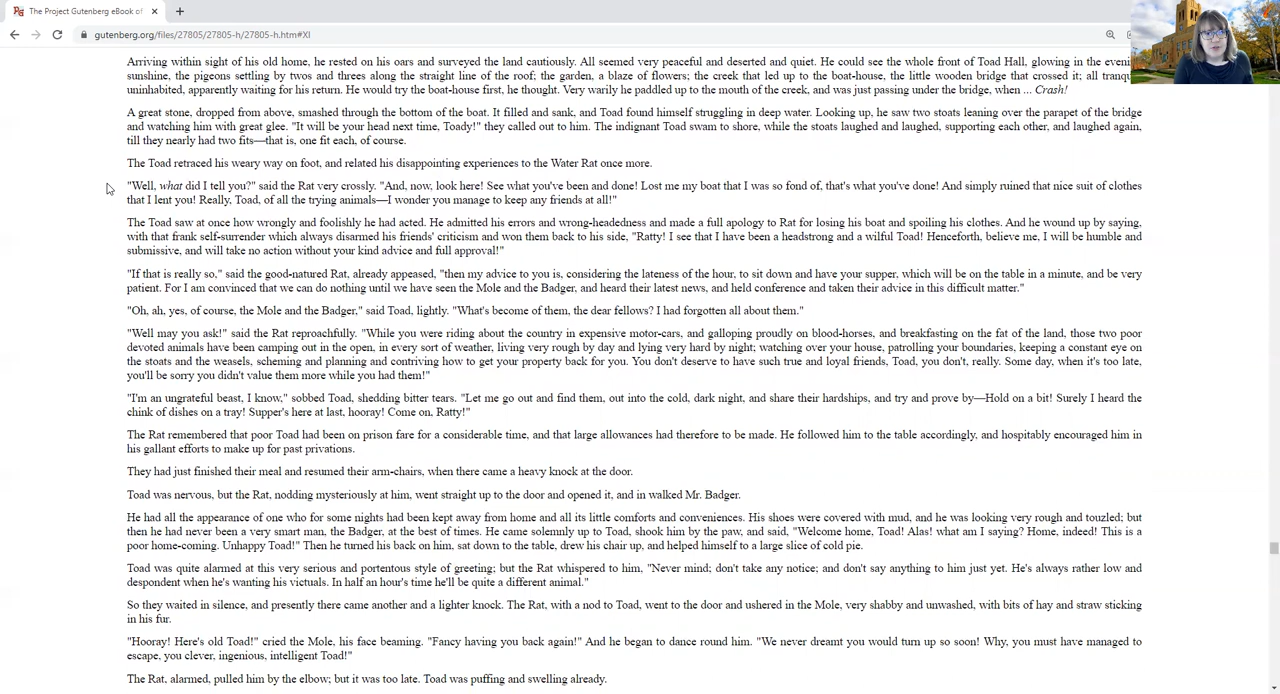 The Project Gutenberg eBook of
gutenberg.org/files/27805/27805-h/27805-h.htm#XI
Arriving within sight of his old home, he rested on his oars and surveyed the land cautiously. All seemed very peaceful and deserted and quiet. He could see the whole front of Toad Hall, glowing in the
sunshine, the pigeons settling by twos and threes along the straight line of the roof; the garden, a blaze of flowers; the creek that led up to the boat-house, the little wooden bridge that crossed it; all
uninhabited, apparently waiting for his return. He would try the boat-house first, he thought. Very warily he paddled up to the mouth of the creek, and was just passing under the bridge, when ... Crash!
A great stone, dropped from above, smashed through the bottom of the boat. It filled and sank, and Toad found himself struggling in deep water. Looking up, he saw two stoats leaning over the parapet of the bridge
and watching him with great glee. "It will be your head next time, Toady!" they called out to him. The indignant Toad swam to shore, while the stoats laughed and laughed, supporting each other, and laughed again,
till they nearly had two fits—that is, one fit each, of course.
The Toad retraced his weary way on foot, and related his disappointing experiences to the Water Rat once more.
"Well, what did I tell you?" said the Rat very crossly. "And, now, look here! See what you've been and done! Lost me my boat that I was so fond of, that's what you've done! And simply ruined that nice suit of clothes
that I lent you! Really, Toad, of all the trying animals—I wonder you manage to keep any friends at all!"
The Toad saw at once how wrongly and foolishly he had acted. He admitted his errors and wrong-headedness and made a full apology to Rat for losing his boat and spoiling his clothes. And he wound up by saying,
with that frank self-surrender which always disarmed his friends' criticism and won them back to his side, "Ratty! I see that I have been a headstrong and a wilful Toad! Henceforth, believe me, I will be humble and
submissive, and will take no action without your kind advice and full approval!"
"If that is really so," said the good-natured Rat, already appeased, "then my advice to you is, considering the lateness of the hour, to sit down and have your supper, which will be on the table in a minute, and be very
patient. For I am convinced that we can do nothing until we have seen the Mole and the Badger, and heard their latest news, and held conference and taken their advice in this difficult matter."
"Oh, ah, yes, of course, the Mole and the Badger," said Toad, lightly. "What's become of them, the dear fellows? I had forgotten all about them."
"Well may you ask!" said the Rat reproachfully. "While you were riding about the country in expensive motor-cars, and galloping proudly on blood-horses, and breakfasting on the fat of the land, those two poor
devoted animals have been camping out in the open, in every sort of weather, living very rough by day and lying very hard by night; watching over your house, patrolling your boundaries, keeping a constant eye on
the stoats and the weasels, scheming and planning and contriving how to get your property back for you. You don't deserve to have such true and loyal friends, Toad, you don't, really. Some day, when it's too late,
you'll be sorry you didn't value them more while you had them!"
"I'm an ungrateful beast, I know," sobbed Toad, shedding bitter tears. "Let me go out and find them, out into the cold, dark night, and share their hardships, and try and prove by—Hold on a bit! Surely I heard the
chink of dishes on a tray! Supper's here at last, hooray! Come on, Ratty!"
The Rat remembered that poor Toad had been on prison fare for a considerable time, and that large allowances had therefore to be made. He followed him to the table accordingly, and hospitably encouraged him in
his gallant efforts to make up for past privations.
They had just finished their meal and resumed their arm-chairs, when there came a heavy knock at the door.
Toad was nervous, but the Rat, nodding mysteriously at him, went straight up to the door and opened it, and in walked Mr. Badger.
He had all the appearance of one who for some nights had been kept away from home and all its little comforts and conveniences. His shoes were covered with mud, and he was looking very rough and touzled; but
then he had never been a very smart man, the Badger, at the best of times. He came solemnly up to Toad, shook him by the paw, and said, "Welcome home, Toad! Alas! what am I saying? Home, indeed! This is a
poor home-coming. Unhappy Toad!" Then he turned his back on him, sat down to the table, drew his chair up, and helped himself to a large slice of cold pie.
Toad was quite alarmed at this very serious and portentous style of greeting; but the Rat whispered to him, "Never mind; don't take any notice; and don't say anything to him just yet. He's always rather low and
despondent when he's wanting his victuals. In half an hour's time he'll be quite a different animal."
So they waited in silence, and presently there came another and a lighter knock. The Rat, with a nod to Toad, went to the door and ushered in the Mole, very shabby and unwashed, with bits of hay and straw sticking
in his fur.
"Hooray! Here's old Toad!" cried the Mole, his face beaming. "Fancy having you back again!" And he began to dance round him. "We never dreamt you would turn up so soon! Why, you must have managed to
escape, you clever, ingenious, intelligent Toad!"
The Rat, alarmed, pulled him by the elbow; but it was too late. Toad was puffing and swelling already.